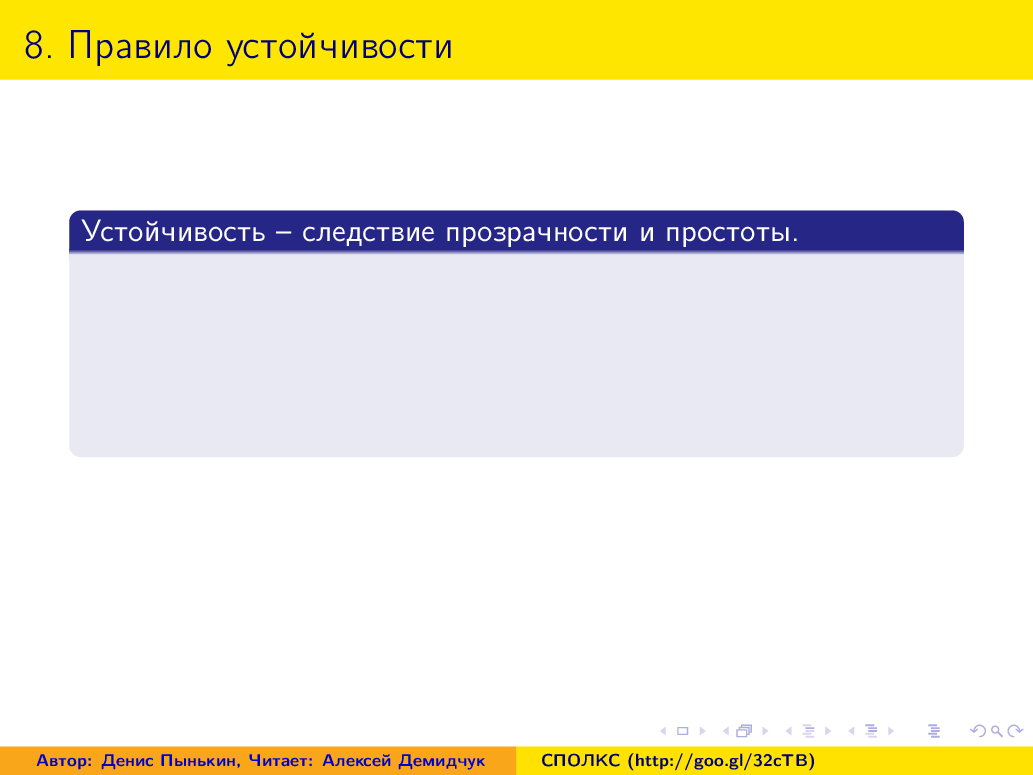 8. Правило устойчивости
Устойчивость – следствие прозрачности и простоты.
Автор: Денис Пынькин, Читает: Алексей Демидчук
СПОЛКС (http://goo.gl/32cTB)